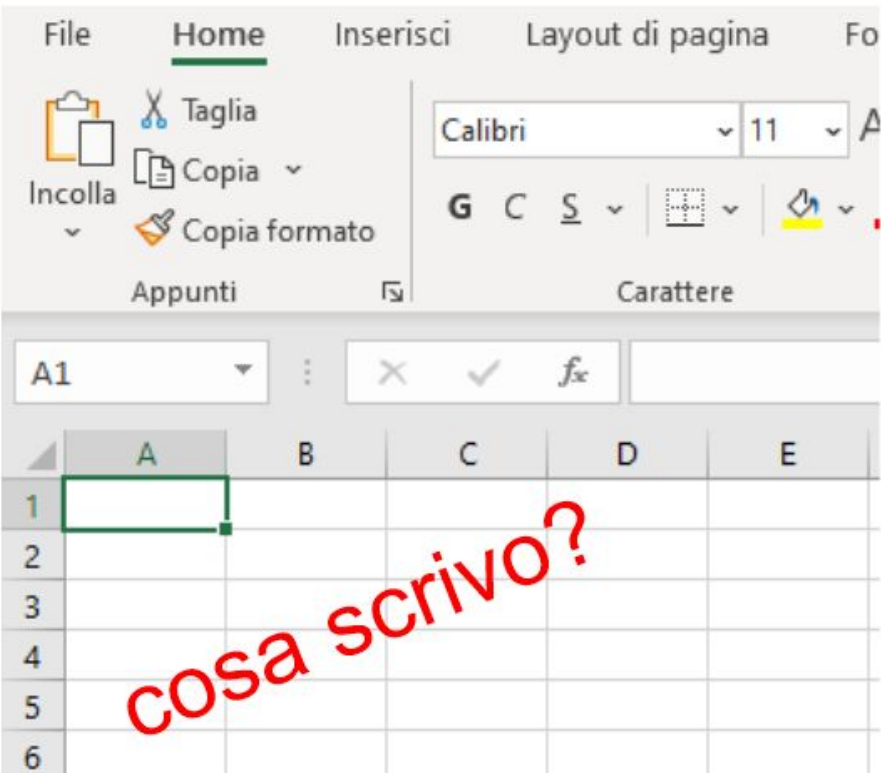 File Home Inserisci Layout di pagina Fo
Taglia
Copia
Incolla
Copia formato
Appunti
Calibri 11 A
G C S
Carattere
A1 fx
A B C D E
1
2
3
4
5
6
cosa scrivo?